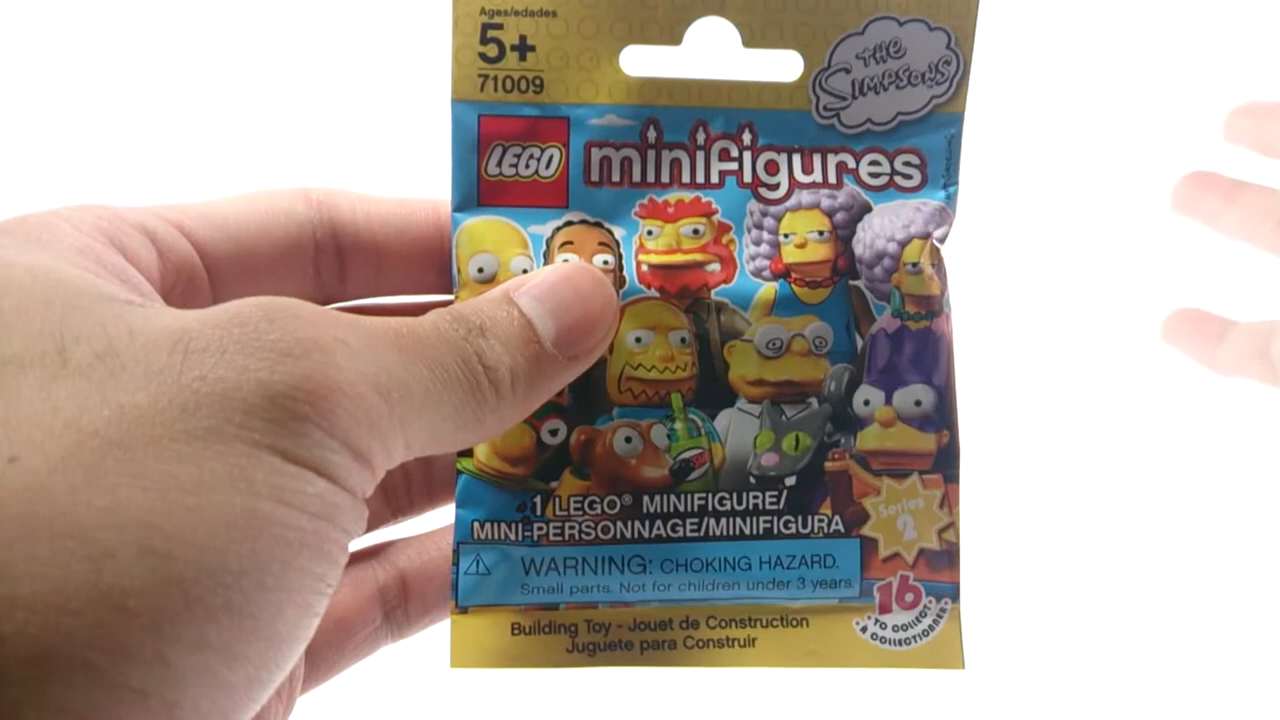 Ages/edades
5+
71009
THE
SIMPSONS
LEGO
minifigures
1 LEGO® MINIFIGURE/
MINI-PERSONNAGE/MINIFIGURA
Series
2
WARNING: CHOKING HAZARD.
Small parts. Not for children under 3 years.
16
TO COLLECT
À COLLECTIONNER
Building Toy - Jouet de Construction
Juguete para Construir